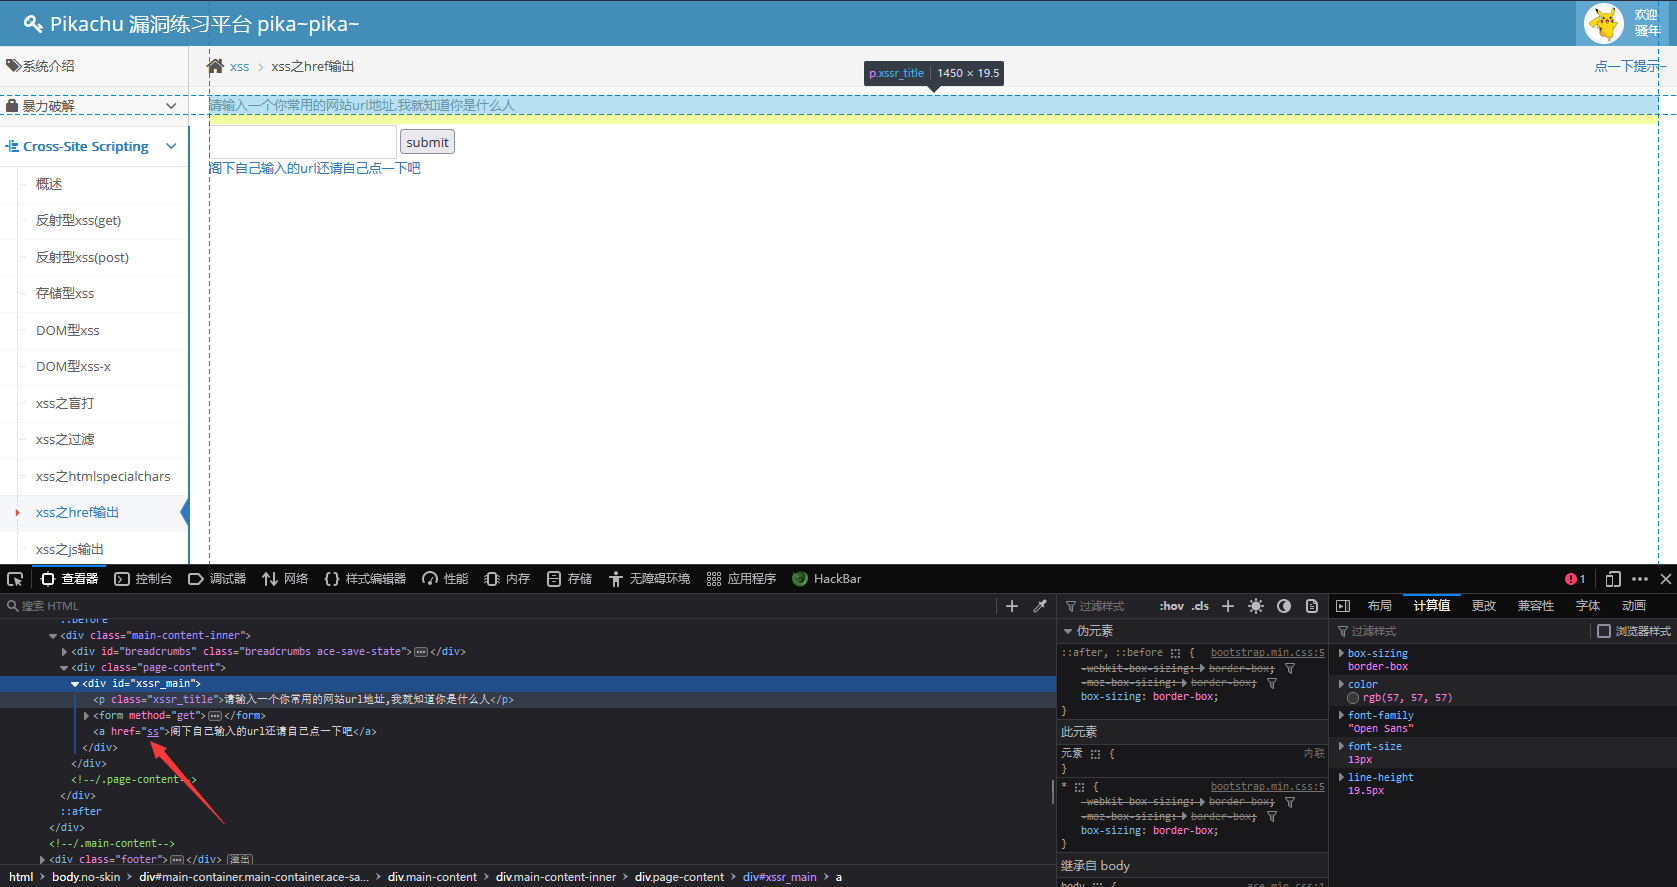 Pikachu 漏洞练习平台 pika~pika~
欢迎
骚年
系统介绍
xss > xss之href输出
点一下提示~
p.xssr_title 1450 × 19.5
暴力破解
请输入一个你常用的网站url地址,我就知道你是什么人
submit
阁下自己输入的url还请自己点一下吧
Cross-Site Scripting
概述
反射型xss(get)
反射型xss(post)
存储型xss
DOM型xss
DOM型xss-x
xss之盲打
xss之过滤
xss之htmlspecialchars
xss之href输出
xss之js输出
查看器 控制台 调试器 网络 样式编辑器 性能 内存 存储 无障碍环境 应用程序 HackBar 1
搜索 HTML
::before
<div class="main-content-inner">
<div id="breadcrumbs" class="breadcrumbs ace-save-state"></div>
<div class="page-content">
<div id="xssr_main">
<p class="xssr_title">请输入一个你常用的网站url地址,我就知道你是什么人</p>
<form method="get"></form>
<a href="ss">阁下自己输入的url还请自己点一下吧</a>
</div>
</div>
<!--/.page-content-->
</div>
::after
</div>
<!--/.main-content-->
<div class="footer"></div> 溢出
html > body.no-skin > div#main-container.main-container.ace-sa... > div.main-content > div.main-content-inner > div.page-content > div#xssr_main > a
过滤样式 :hov .cls
伪元素
::after, ::before { bootstrap.min.css:5
-webkit-box-sizing: border-box;
-moz-box-sizing: border-box;
box-sizing: border-box;
}
此元素
元素 { 内联
}
* { bootstrap.min.css:5
-webkit-box-sizing: border-box;
-moz-box-sizing: border-box;
box-sizing: border-box;
}
继承自 body
body { ace.min.css:1
布局 计算值 更改 兼容性 字体 动画
过滤样式 浏览器样式
box-sizing
border-box
color
rgb(57, 57, 57)
font-family
"Open Sans"
font-size
13px
line-height
19.5px